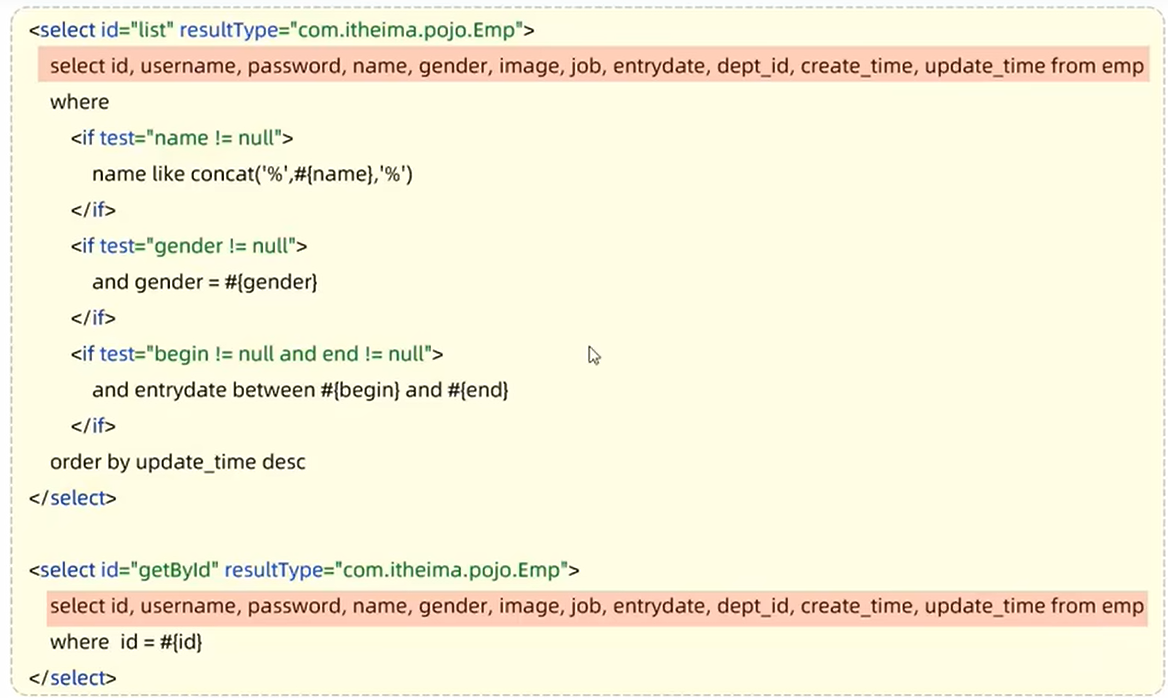 <select id="list" resultType="com.itheima.pojo.Emp">
select id, username, password, name, gender, image, job, entrydate, dept_id, create_time, update_time from emp
where
<if test="name != null">
name like concat('%',#{name},'%')
</if>
<if test="gender != null">
and gender = #{gender}
</if>
<if test="begin != null and end != null">
and entrydate between #{begin} and #{end}
</if>
order by update_time desc
</select>
<select id="getById" resultType="com.itheima.pojo.Emp">
select id, username, password, name, gender, image, job, entrydate, dept_id, create_time, update_time from emp
where  id = #{id}
</select>